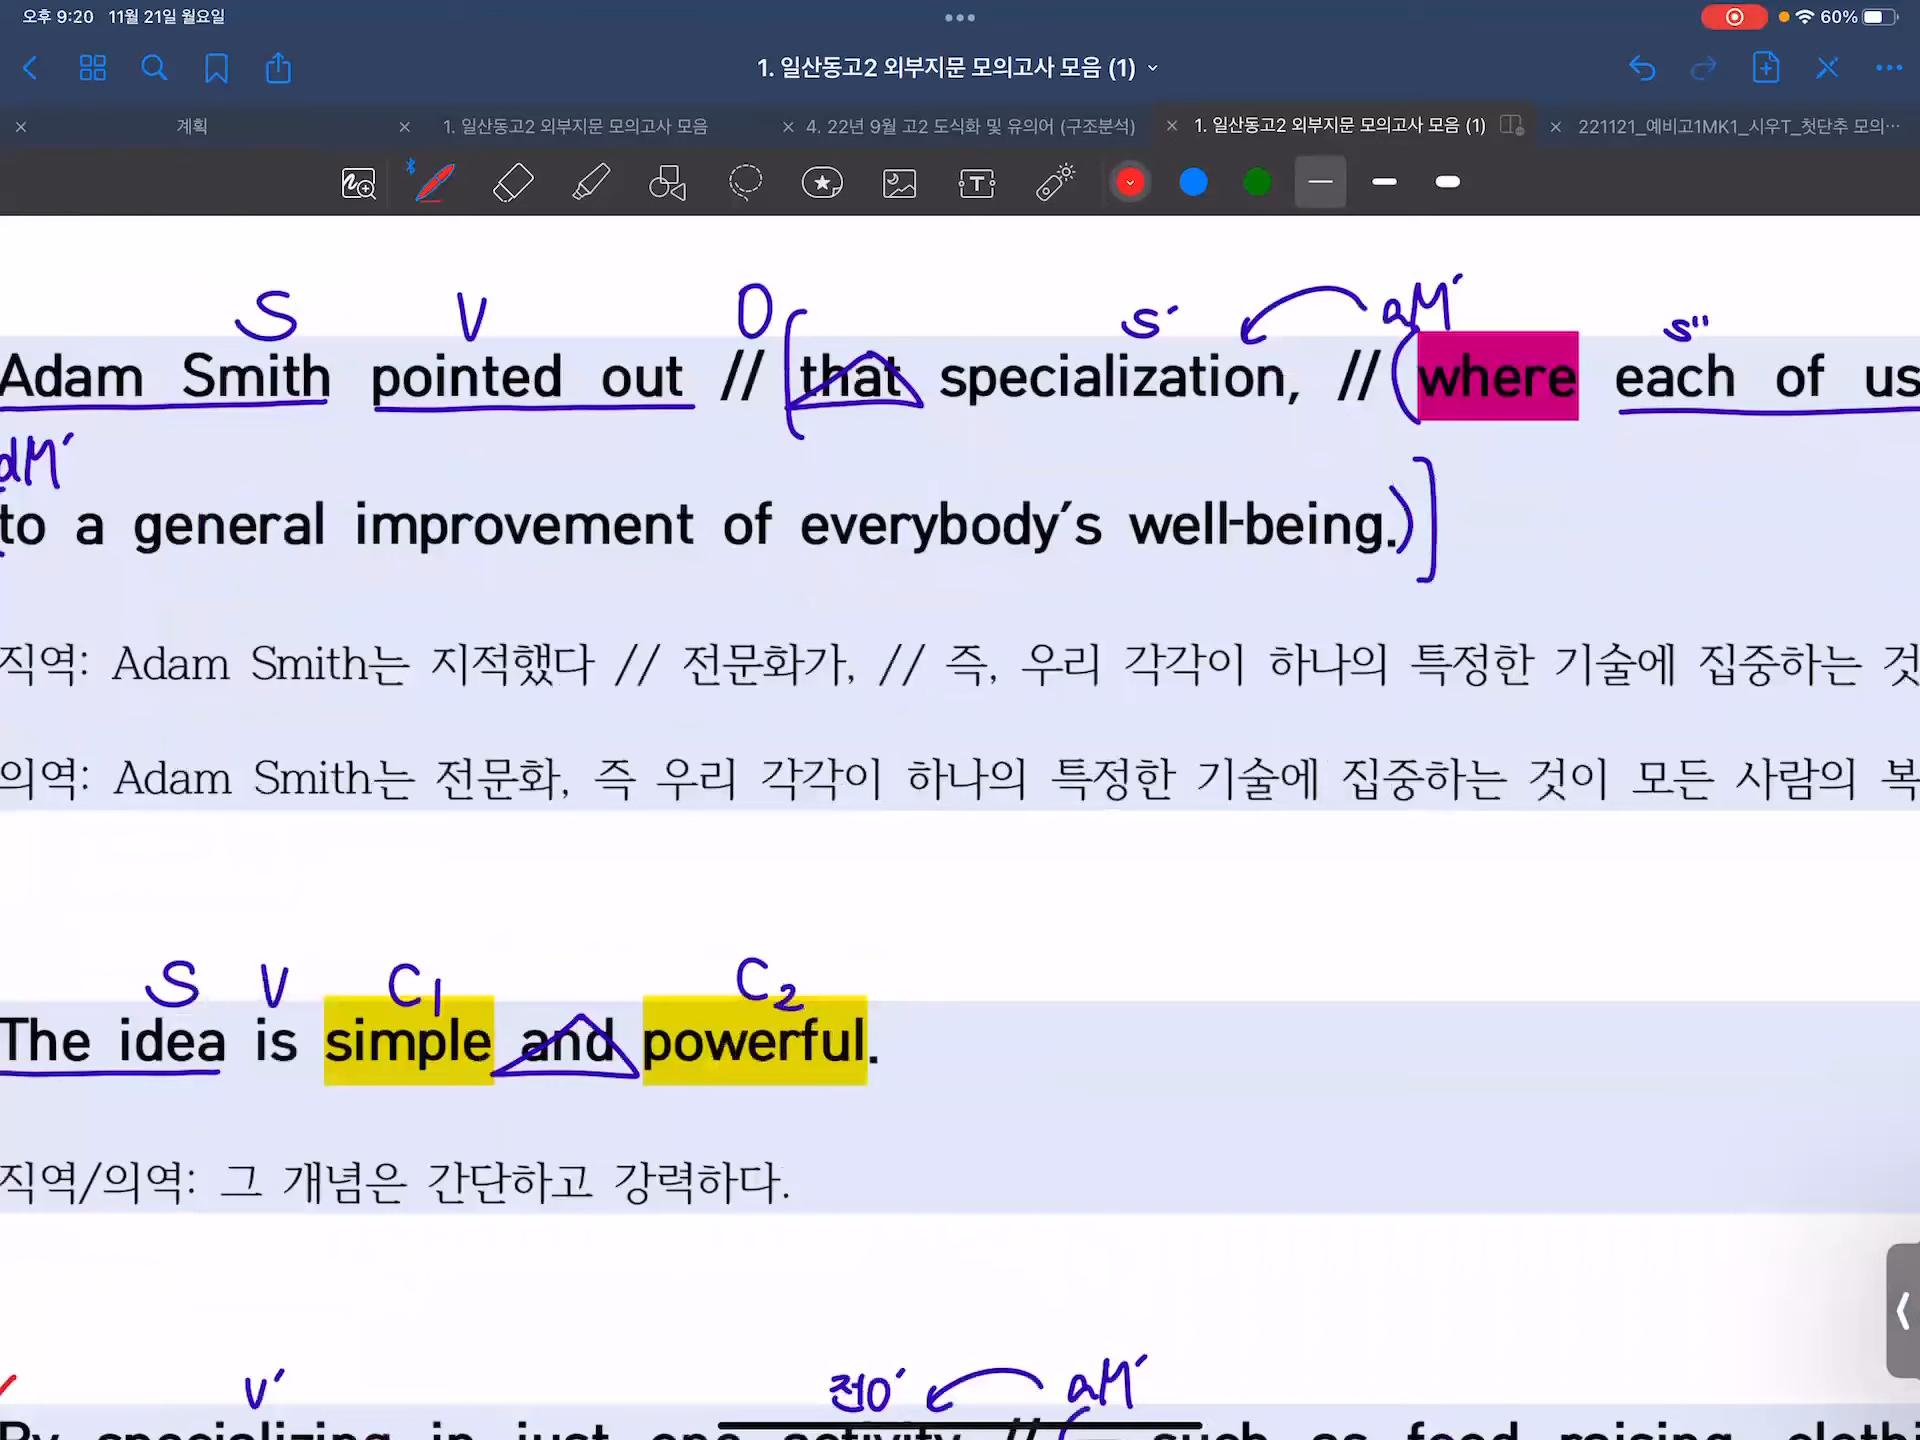 오후 9:20 11월 21일 월요일
60%
1. 일산동고2 외부지문 모의고사 모음 (1)
계획
1. 일산동고2 외부지문 모의고사 모음
4. 22년 9월 고2 도식화 및 유의어 (구조분석)
1. 일산동고2 외부지문 모의고사 모음 (1)
221121_예비고1MK1_시우T_첫단추 모의…
S V O s′ aM′ s″
Adam Smith pointed out // [that specialization, // (where each of us
aM′
to a general improvement of everybody's well-being.)]
직역: Adam Smith는 지적했다 // 전문화가, // 즉, 우리 각각이 하나의 특정한 기술에 집중하는 것
의역: Adam Smith는 전문화, 즉 우리 각각이 하나의 특정한 기술에 집중하는 것이 모든 사람의 복
S V C1 C2
The idea is simple and powerful.
직역/의역: 그 개념은 간단하고 강력하다.
V′ 전O′ aM′
By specializing in just one activity // (such as food raising, clothi